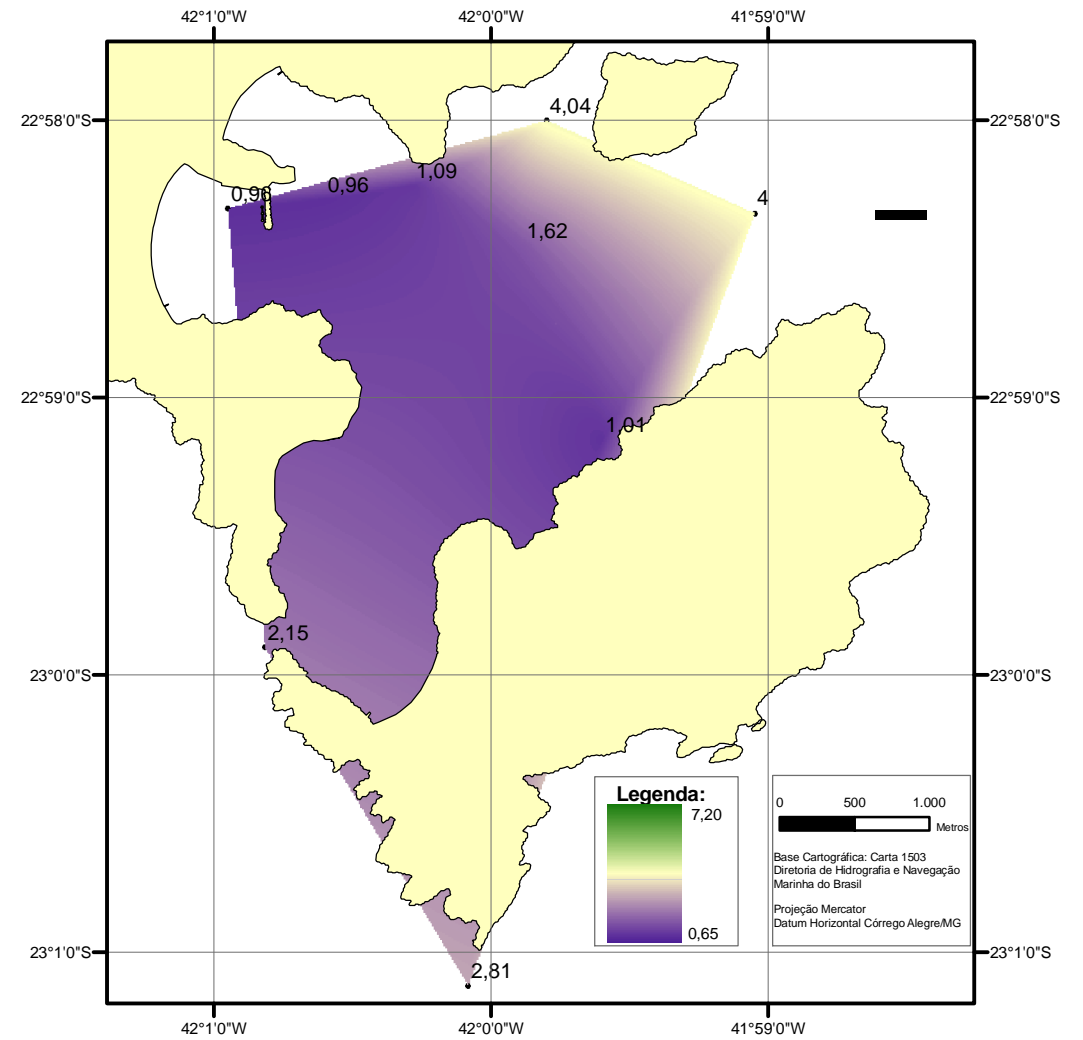 42°1'0"W
42°0'0"W
41°59'0"W
22°58'0"S
4,04
22°58'0"S
1,09
0,96
0,96
4
1,62
22°59'0"S
22°59'0"S
1,01
2,15
23°0'0"S
23°0'0"S
Legenda:
7,20
0,65
0 500 1.000
Metros
Base Cartográfica: Carta 1503
Diretoria de Hidrografia e Navegação
Marinha do Brasil
Projeção Mercator
Datum Horizontal Córrego Alegre/MG
23°1'0"S
23°1'0"S
2,81
42°1'0"W
42°0'0"W
41°59'0"W